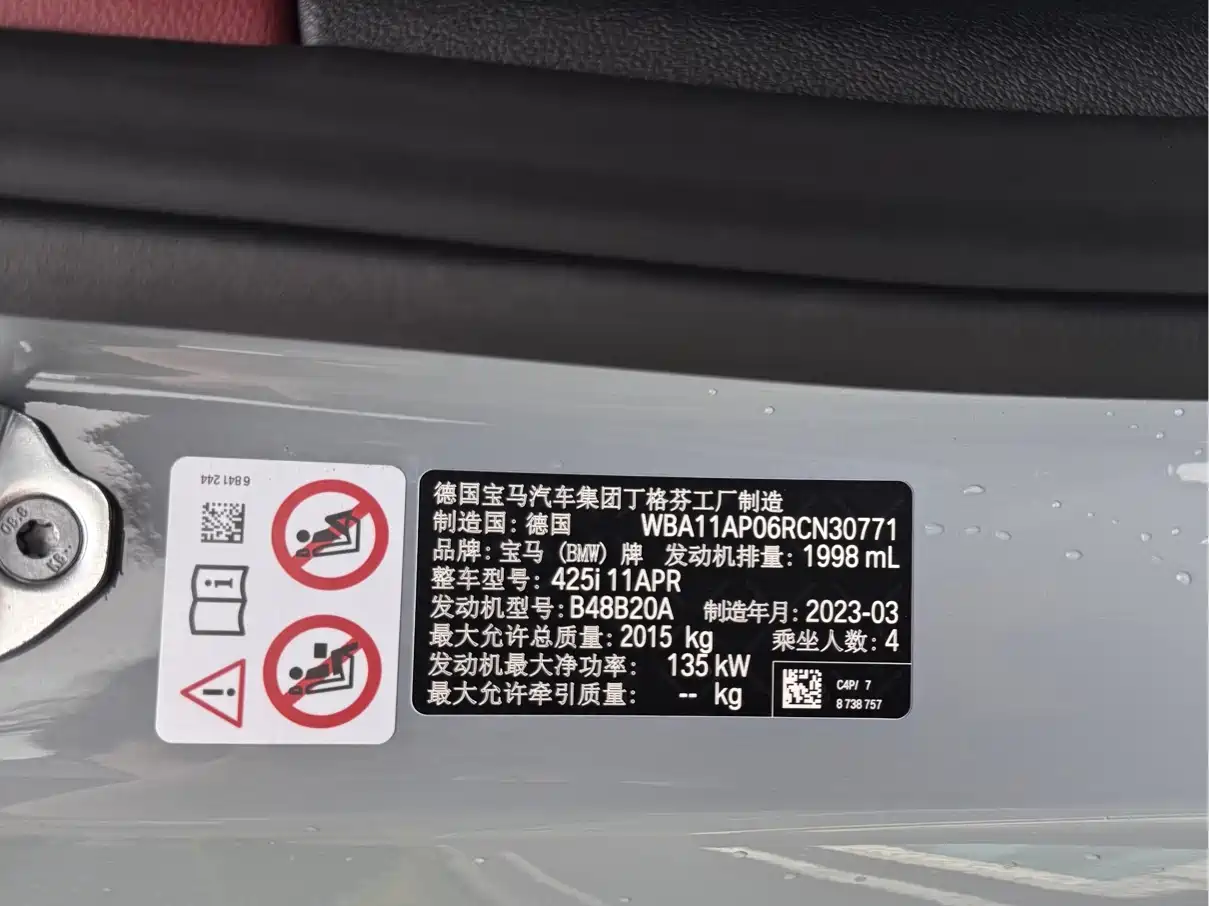 6 841 244
德国宝马汽车集团丁格芬工厂制造
制造国: 德国 WBA11AP06RCN30771
品牌: 宝马 (BMW) 牌 发动机排量: 1998 mL
整车型号: 425i 11APR
发动机型号: B48B20A 制造年月: 2023-03
最大允许总质量: 2015 kg 乘坐人数: 4
发动机最大净功率: 135 kW
最大允许牵引质量: -- kg
C4P/ 7
8 738 757